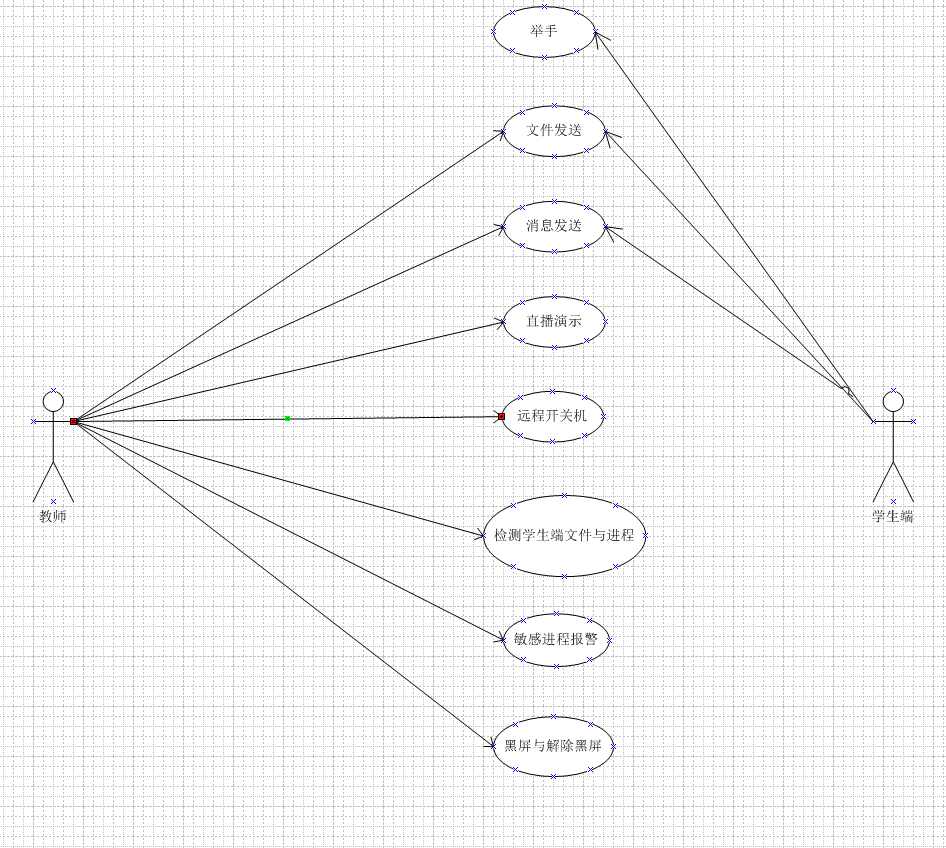 举手
文件发送
消息发送
直播演示
远程开关机
教师
学生端
检测学生端文件与进程
敏感进程报警
黑屏与解除黑屏